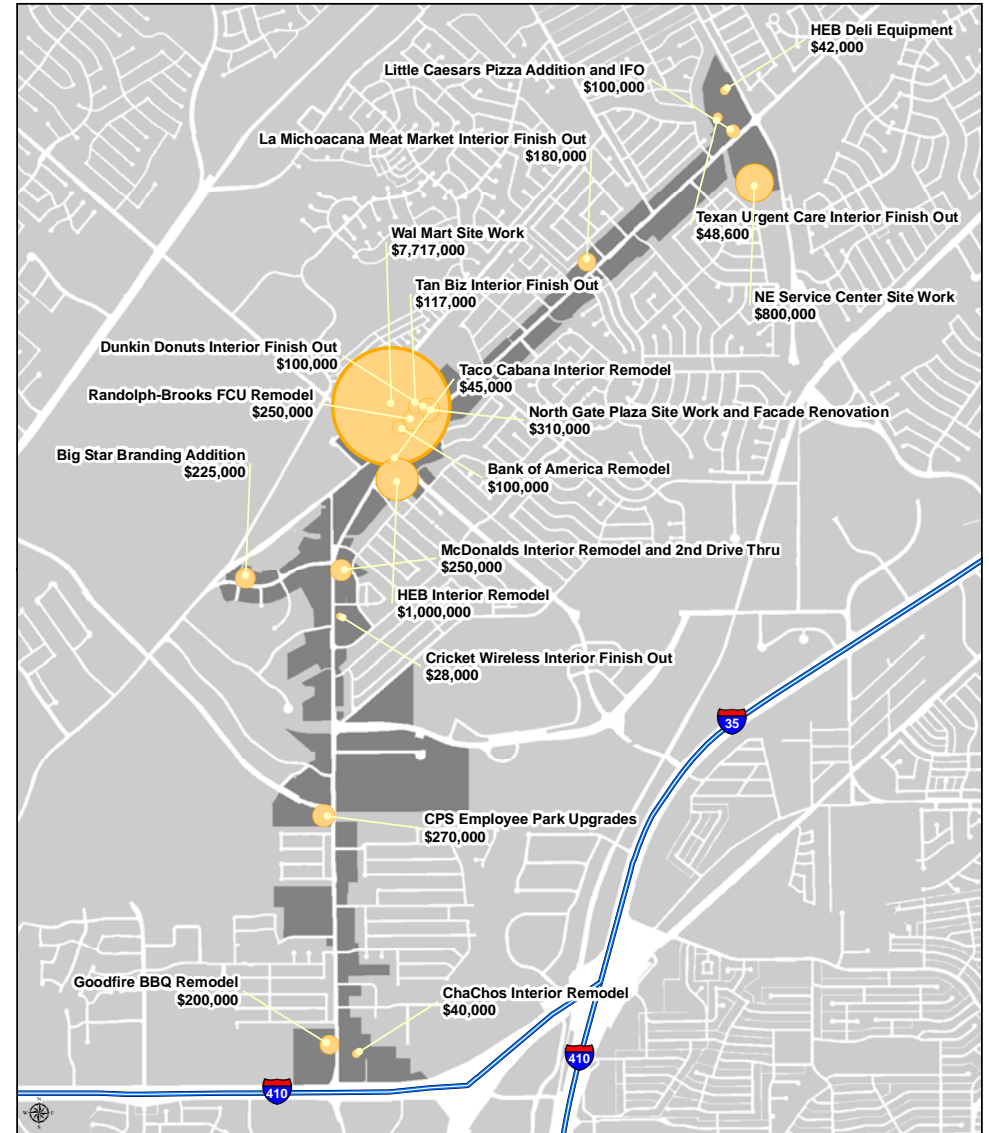 HEB Deli Equipment
$42,000
Little Caesars Pizza Addition and IFO
$100,000
La Michoacana Meat Market Interior Finish Out
$180,000
Texan Urgent Care Interior Finish Out
$48,600
Wal Mart Site Work
$7,717,000
Tan Biz Interior Finish Out
$117,000
NE Service Center Site Work
$800,000
Dunkin Donuts Interior Finish Out
$100,000
Taco Cabana Interior Remodel
$45,000
Randolph-Brooks FCU Remodel
$250,000
North Gate Plaza Site Work and Facade Renovation
$310,000
Big Star Branding Addition
$225,000
Bank of America Remodel
$100,000
McDonalds Interior Remodel and 2nd Drive Thru
$250,000
HEB Interior Remodel
$1,000,000
Cricket Wireless Interior Finish Out
$28,000
35
CPS Employee Park Upgrades
$270,000
Goodfire BBQ Remodel
$200,000
ChaChos Interior Remodel
$40,000
410
410
N
W E
S